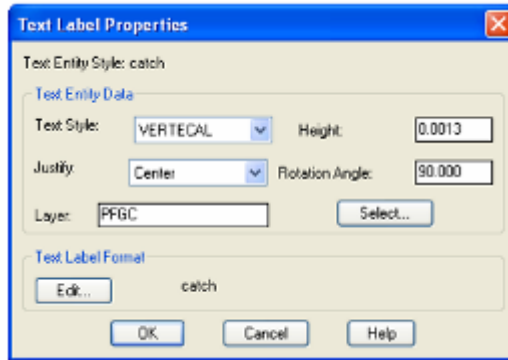 Text Label Properties
Text Entity Style: catch
Text Entity Data
Text Style: VERTECAL Height: 0.0013
Justify: Center Rotation Angle: 90.000
Layer: PFGC Select...
Text Label Format
Edit... catch
OK Cancel Help